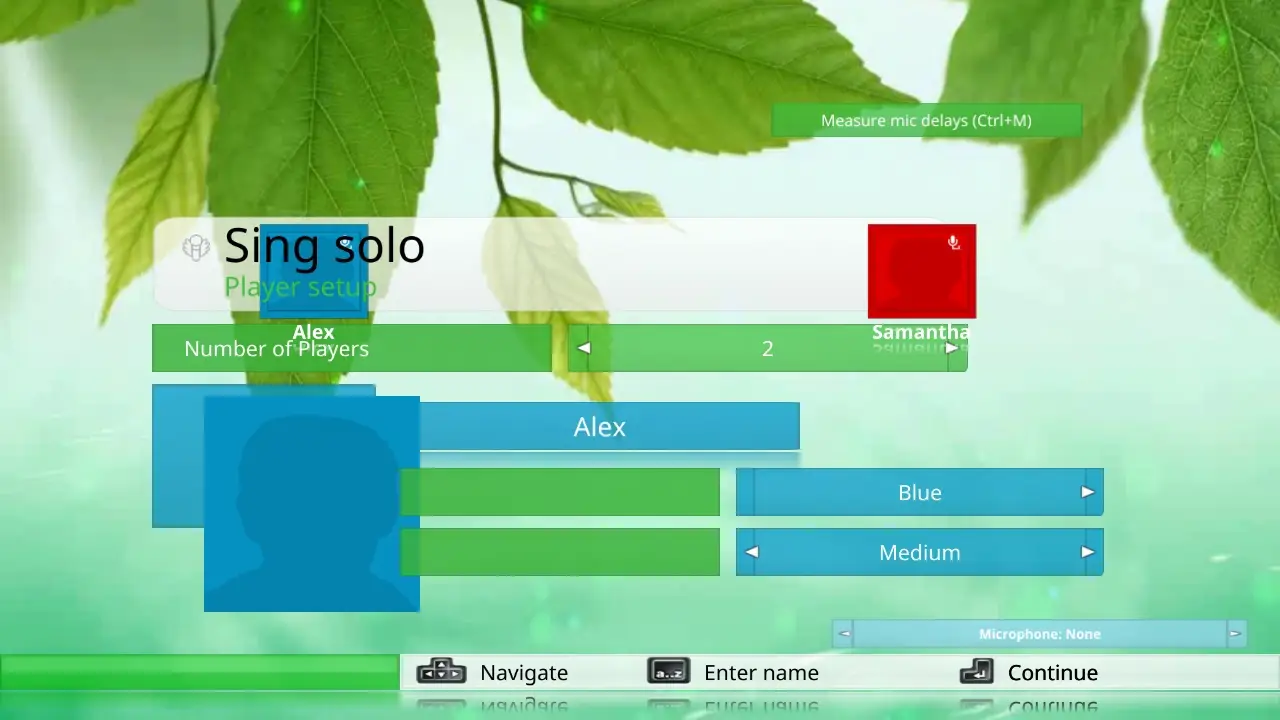 Measure mic delays (Ctrl+M)
Sing solo
Player setup
Alex
Samantha
Number of Players
2
Alex
Blue
Medium
Microphone: None
a..z
Navigate
Enter name
Continue